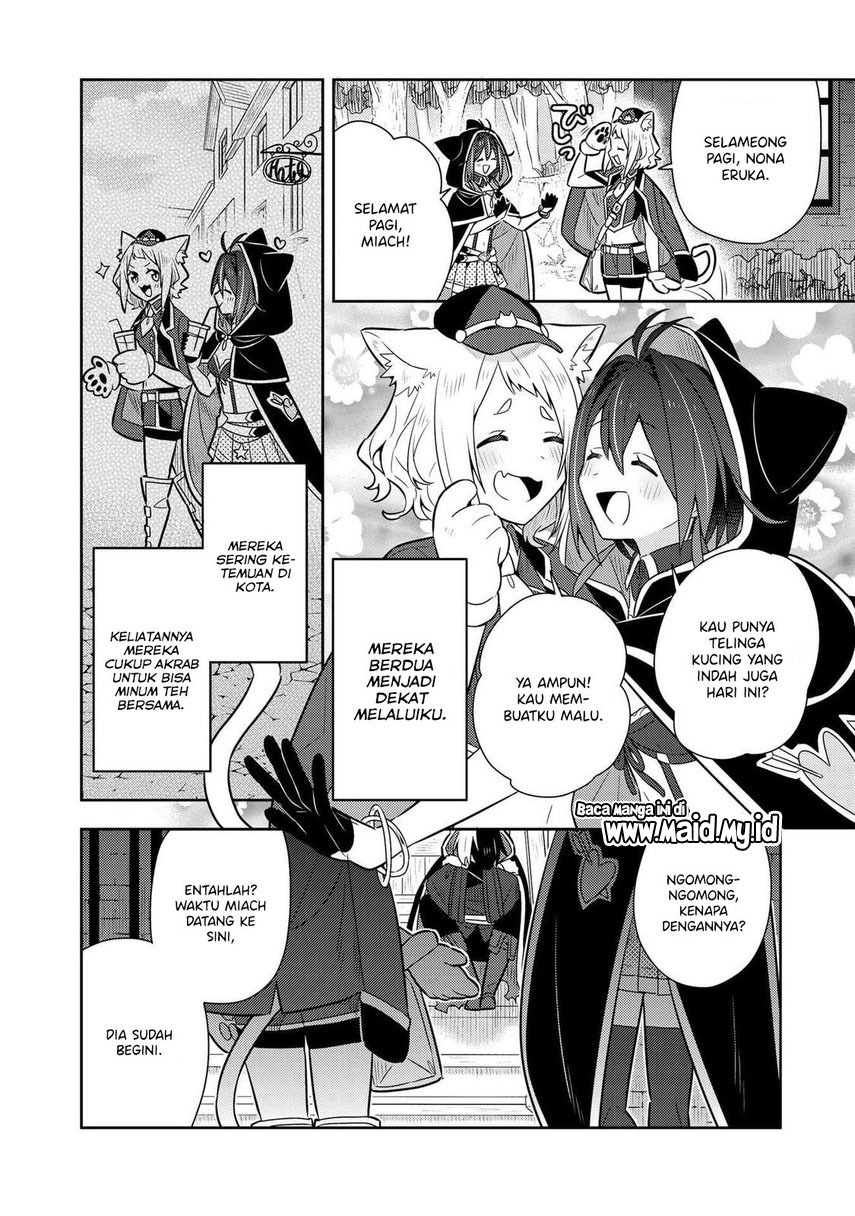 SELAMEONG
PAGI, NONA
ERUKA.
びしっ
SELAMAT
PAGI,
MIACH!
KAU PUNYA
TELINGA
KUCING YANG
INDAH JUGA
HARI INI?
YA AMPUN!
KAU MEM-
BUATKU MALU.
MEREKA
BERDUA
MENJADI
DEKAT
MELALUIKU.
MEREKA
SERING KE-
TEMUAN DI
KOTA.
KELIATANNYA
MEREKA
CUKUP AKRAB
UNTUK BISA
MINUM TEH
BERSAMA.
Baca Manga ini di
www.Maid.My.id
NGOMONG-
NGOMONG,
KENAPA
DENGANNYA?
ENTAHLAH?
WAKTU MIACH
DATANG KE
SINI,
DIA SUDAH
BEGINI.